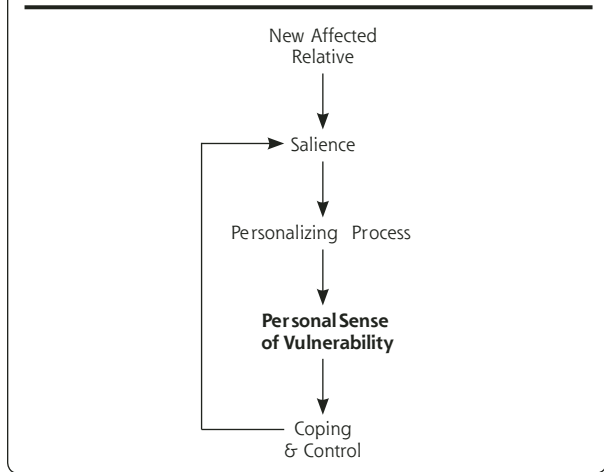 New Affected
Relative
Salience
Personalizing Process
Personal Sense
of Vulnerability
Coping
& Control